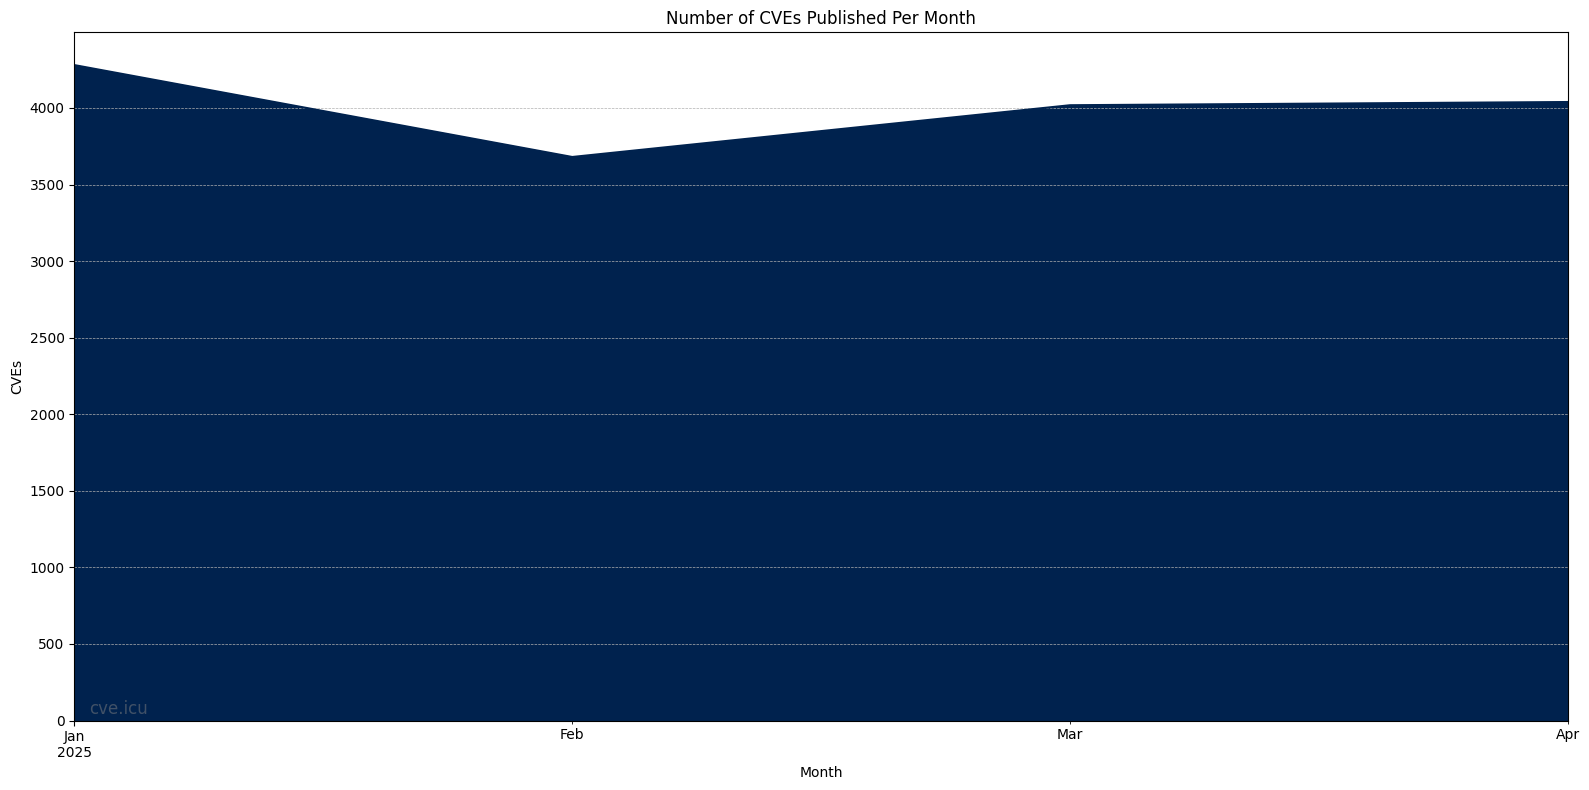 Number of CVEs Published Per Month
CVEs
4000
3500
3000
2500
2000
1500
1000
500
0
cve.icu
Jan
2025
Feb
Mar
Apr
Month